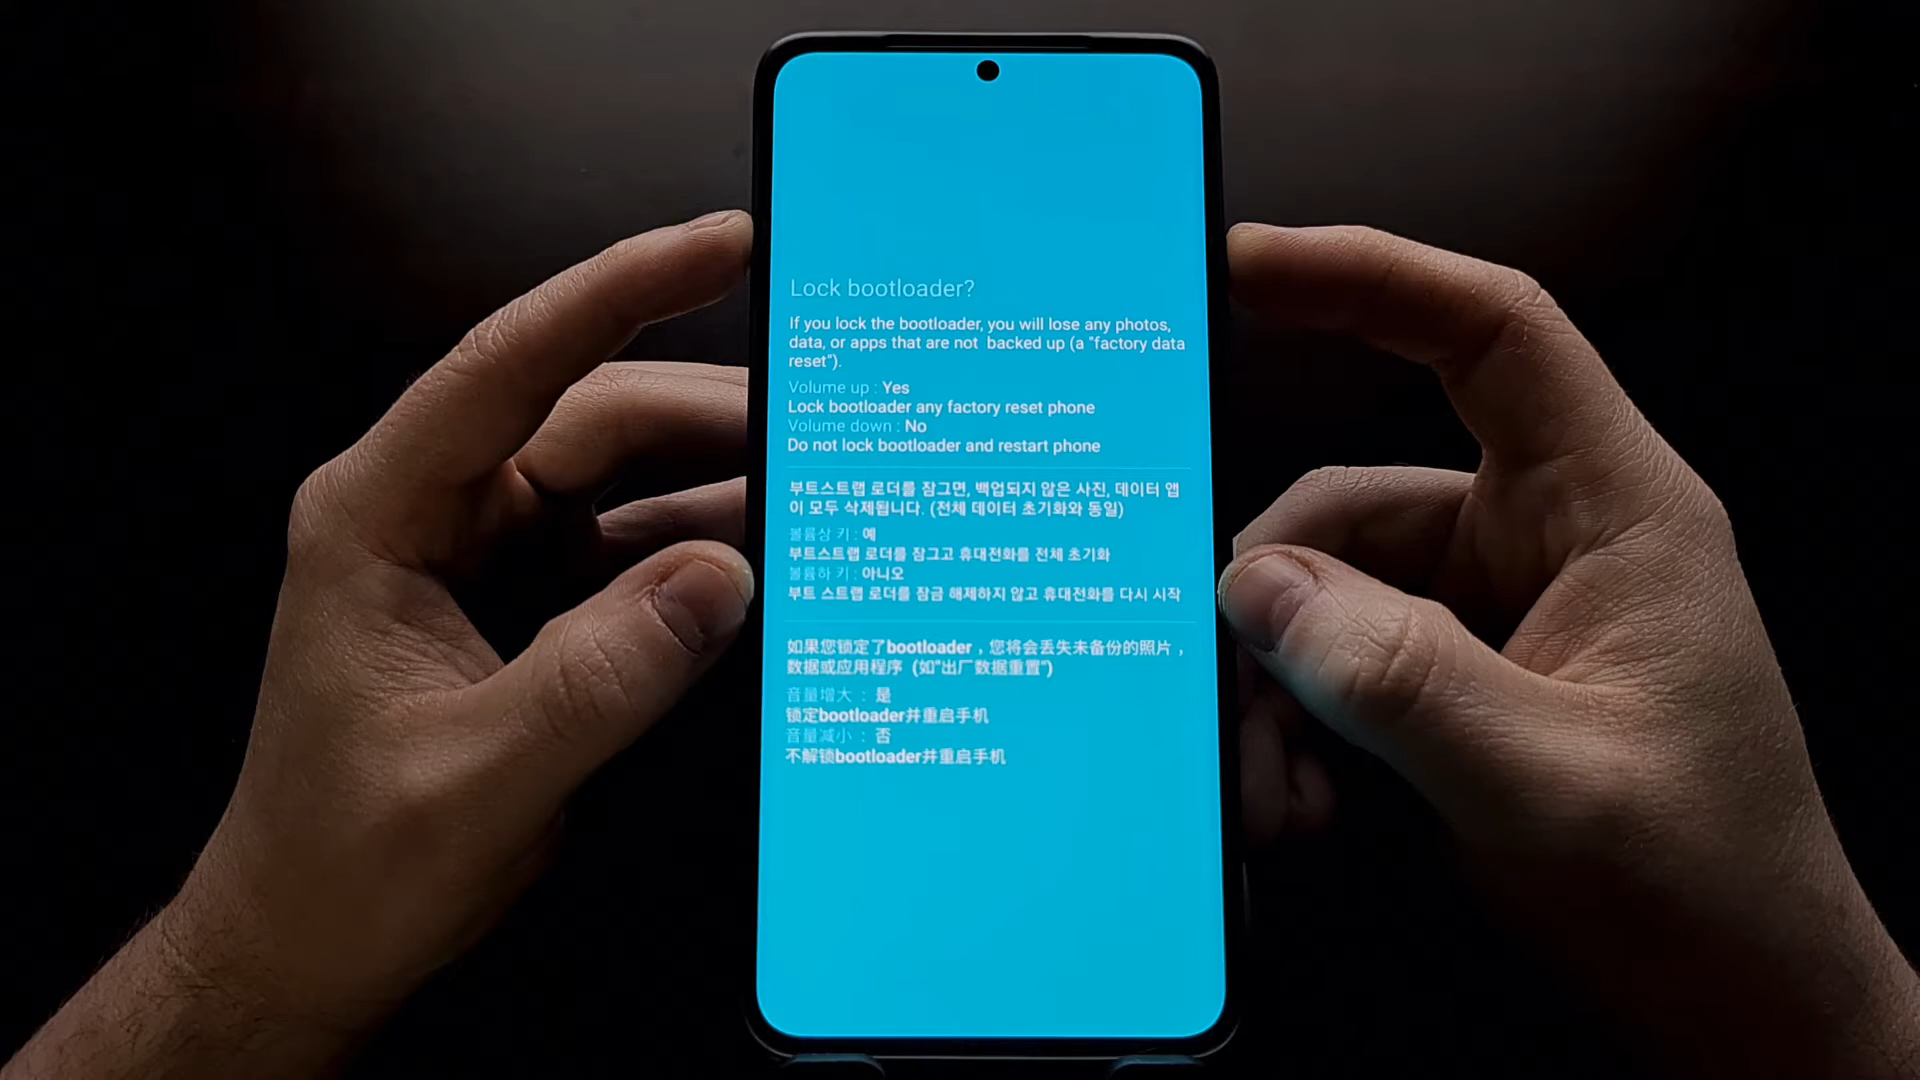 Lock bootloader?
If you lock the bootloader, you will lose any photos,
data, or apps that are not backed up (a "factory data
reset").
Volume up : Yes
Lock bootloader any factory reset phone
Volume down : No
Do not lock bootloader and restart phone
부트스트랩 로더를 잠그면, 백업되지 않은 사진, 데이터 앱
이 모두 삭제됩니다. (전체 데이터 초기화와 동일)
볼륨상 키 : 예
부트스트랩 로더를 잠그고 휴대전화를 전체 초기화
볼륨하 키 : 아니오
부트 스트랩 로더를 잠금 해제하지 않고 휴대전화를 다시 시작
如果您锁定了bootloader，您将会丢失未备份的照片，
数据或应用程序 (如"出厂数据重置")
音量增大 : 是
锁定bootloader并重启手机
音量减小 : 否
不解锁bootloader并重启手机